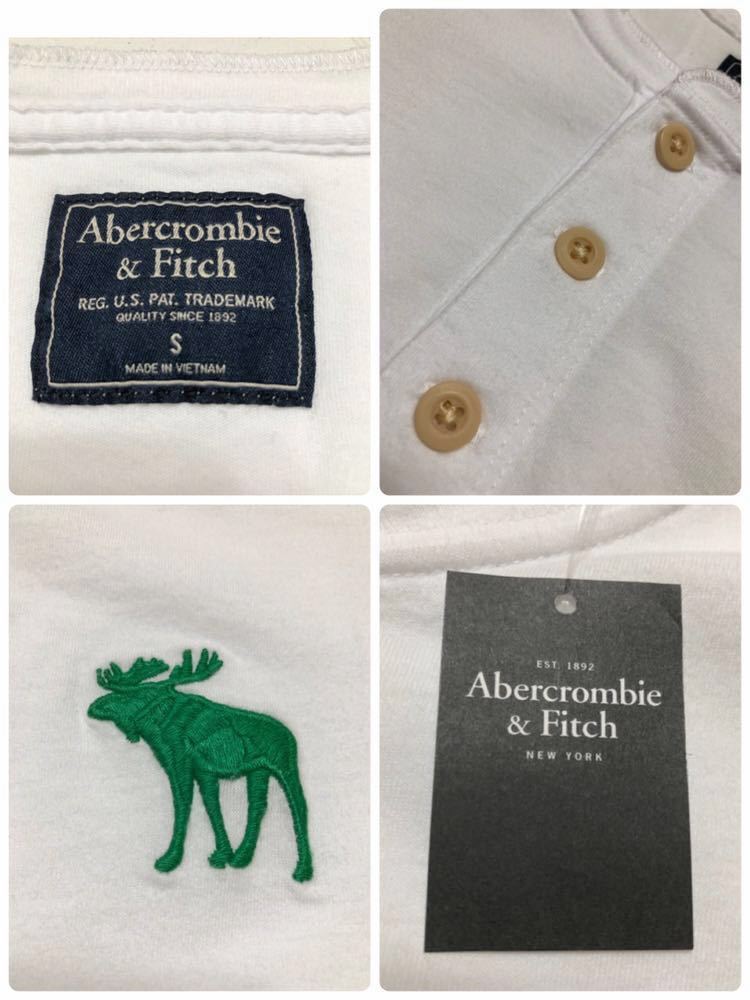 Abercrombie
& Fitch
REG. U.S. PAT. TRADEMARK
QUALITY SINCE 1892
S
MADE IN VIETNAM
EST. 1892
Abercrombie
& Fitch
NEW YORK